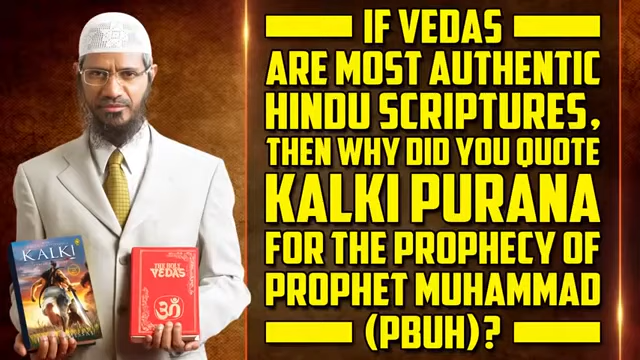 IF VEDAS
ARE MOST AUTHENTIC
HINDU SCRIPTURES,
THEN WHY DID YOU QUOTE
KALKI PURANA
FOR THE PROPHECY OF
PROPHET MUHAMMAD
(PBUH)?
KALKI
THE HOLY
VEDAS
ॐ